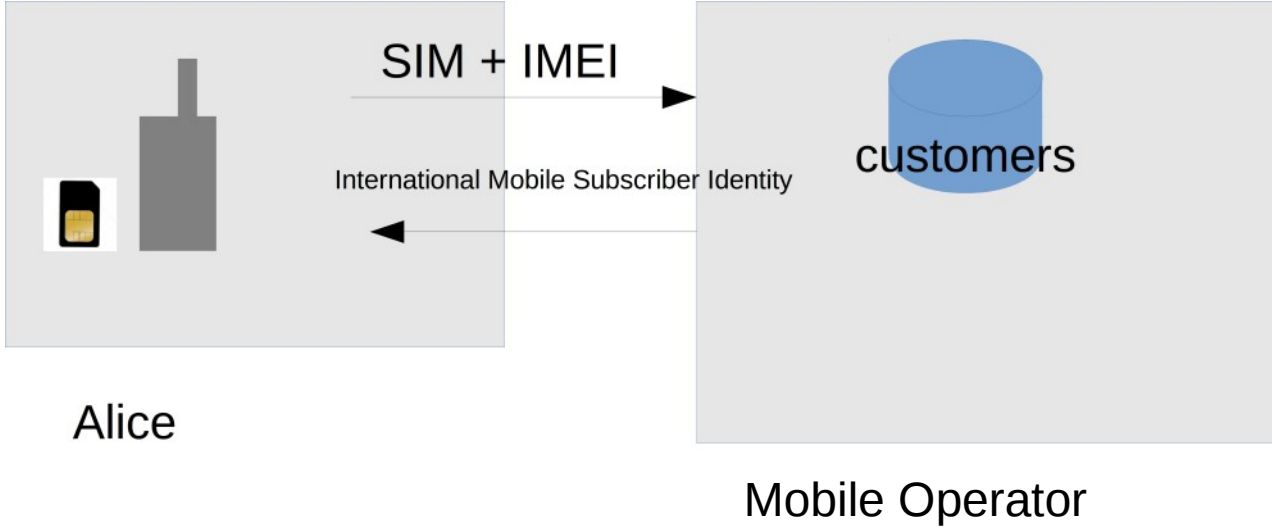 SIM + IMEI
customers
International Mobile Subscriber Identity
Alice
Mobile Operator